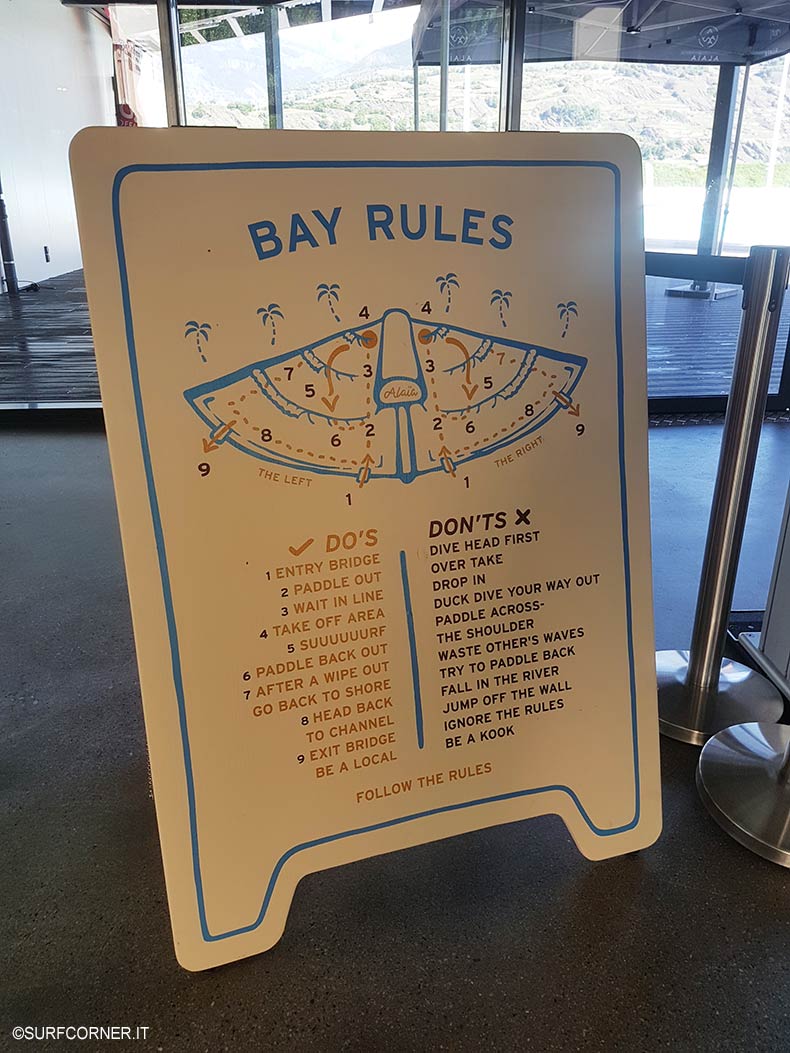 ALAÏA
BAY RULES
4 4
3 3
7 7
5 5
Alaïa
2 2
8 6 6 8
9 9
THE LEFT THE RIGHT
1 1
✓ DO'S
1 ENTRY BRIDGE
2 PADDLE OUT
3 WAIT IN LINE
4 TAKE OFF AREA
5 SUUUUUURF
6 PADDLE BACK OUT
7 AFTER A WIPE OUT
GO BACK TO SHORE
8 HEAD BACK
TO CHANNEL
9 EXIT BRIDGE
BE A LOCAL
DON'TS ✗
DIVE HEAD FIRST
OVER TAKE
DROP IN
DUCK DIVE YOUR WAY OUT
PADDLE ACROSS-
THE SHOULDER
WASTE OTHER'S WAVES
TRY TO PADDLE BACK
FALL IN THE RIVER
JUMP OFF THE WALL
IGNORE THE RULES
BE A KOOK
FOLLOW THE RULES
©SURFCORNER.IT